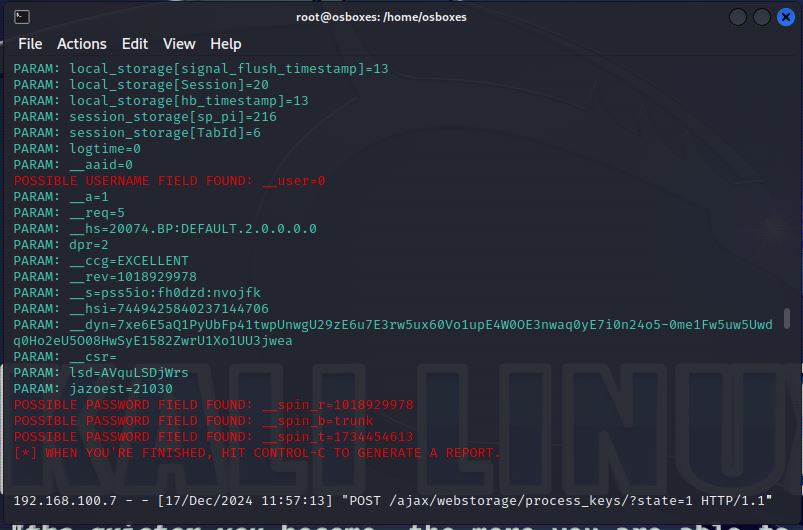 root@osboxes: /home/osboxes
File Actions Edit View Help
PARAM: local_storage[signal_flush_timestamp]=13
PARAM: local_storage[Session]=20
PARAM: local_storage[hb_timestamp]=13
PARAM: session_storage[sp_pi]=216
PARAM: session_storage[TabId]=6
PARAM: logtime=0
PARAM: __aaid=0
POSSIBLE USERNAME FIELD FOUND: __user=0
PARAM: __a=1
PARAM: __req=5
PARAM: __hs=20074.BP:DEFAULT.2.0.0.0.0
PARAM: dpr=2
PARAM: __ccg=EXCELLENT
PARAM: __rev=1018929978
PARAM: __s=pss5io:fh0dzd:nvojfk
PARAM: __hsi=7449425840237144706
PARAM: __dyn=7xe6E5aQ1PyUbFp41twpUnwgU29zE6u7E3rw5ux60Vo1upE4W0OE3nwaq0yE7i0n24o5-0me1Fw5uw5Uwd
q0Ho2eU5O08HwSyE1582ZwrU1Xo1UU3jwea
PARAM: __csr=
PARAM: lsd=AVquLSDjWrs
PARAM: jazoest=21030
POSSIBLE PASSWORD FIELD FOUND: __spin_r=1018929978
POSSIBLE PASSWORD FIELD FOUND: __spin_b=trunk
POSSIBLE PASSWORD FIELD FOUND: __spin_t=1734454613
[*] WHEN YOU'RE FINISHED, HIT CONTROL-C TO GENERATE A REPORT.
KALI LINUX
192.168.100.7 - - [17/Dec/2024 11:57:13] "POST /ajax/webstorage/process_keys/?state=1 HTTP/1.1"
"the quieter you become, the more you are able to